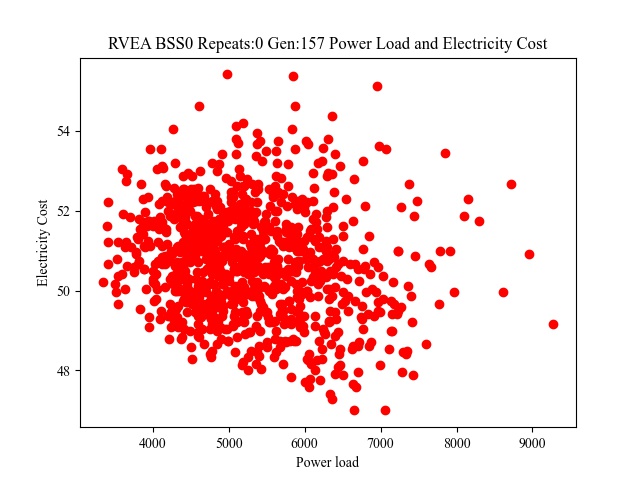 RVEA BSS0 Repeats:0 Gen:157 Power Load and Electricity Cost
54
52
50
48
Electricity Cost
4000 5000 6000 7000 8000 9000
Power load